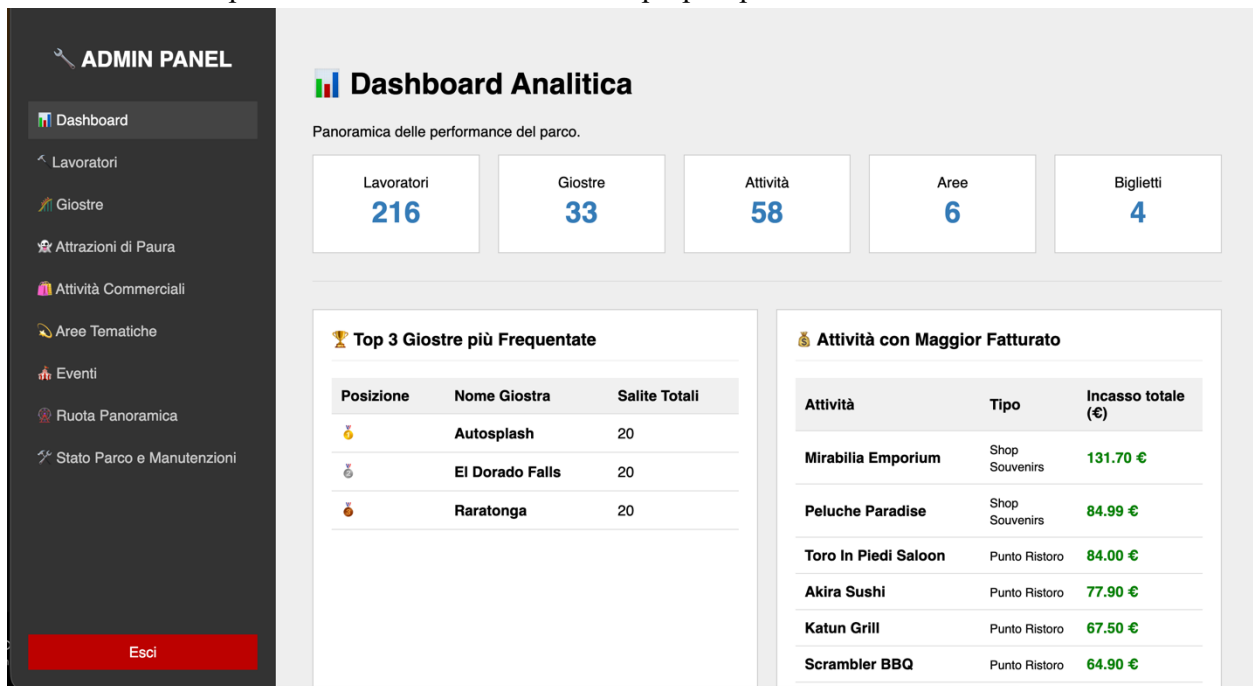 ADMIN PANEL
Dashboard
Lavoratori
Giostre
Attrazioni di Paura
Attività Commerciali
Aree Tematiche
Eventi
Ruota Panoramica
Stato Parco e Manutenzioni
Esci
Dashboard Analitica
Panoramica delle performance del parco.
Lavoratori
216
Giostre
33
Attività
58
Aree
6
Biglietti
4
Top 3 Giostre più Frequentate
Posizione Nome Giostra Salite Totali
Autosplash 20
El Dorado Falls 20
Raratonga 20
Attività con Maggior Fatturato
Attività Tipo Incasso totale
(€)
Mirabilia Emporium Shop
Souvenirs 131.70 €
Peluche Paradise Shop
Souvenirs 84.99 €
Toro In Piedi Saloon Punto Ristoro 84.00 €
Akira Sushi Punto Ristoro 77.90 €
Katun Grill Punto Ristoro 67.50 €
Scrambler BBQ Punto Ristoro 64.90 €